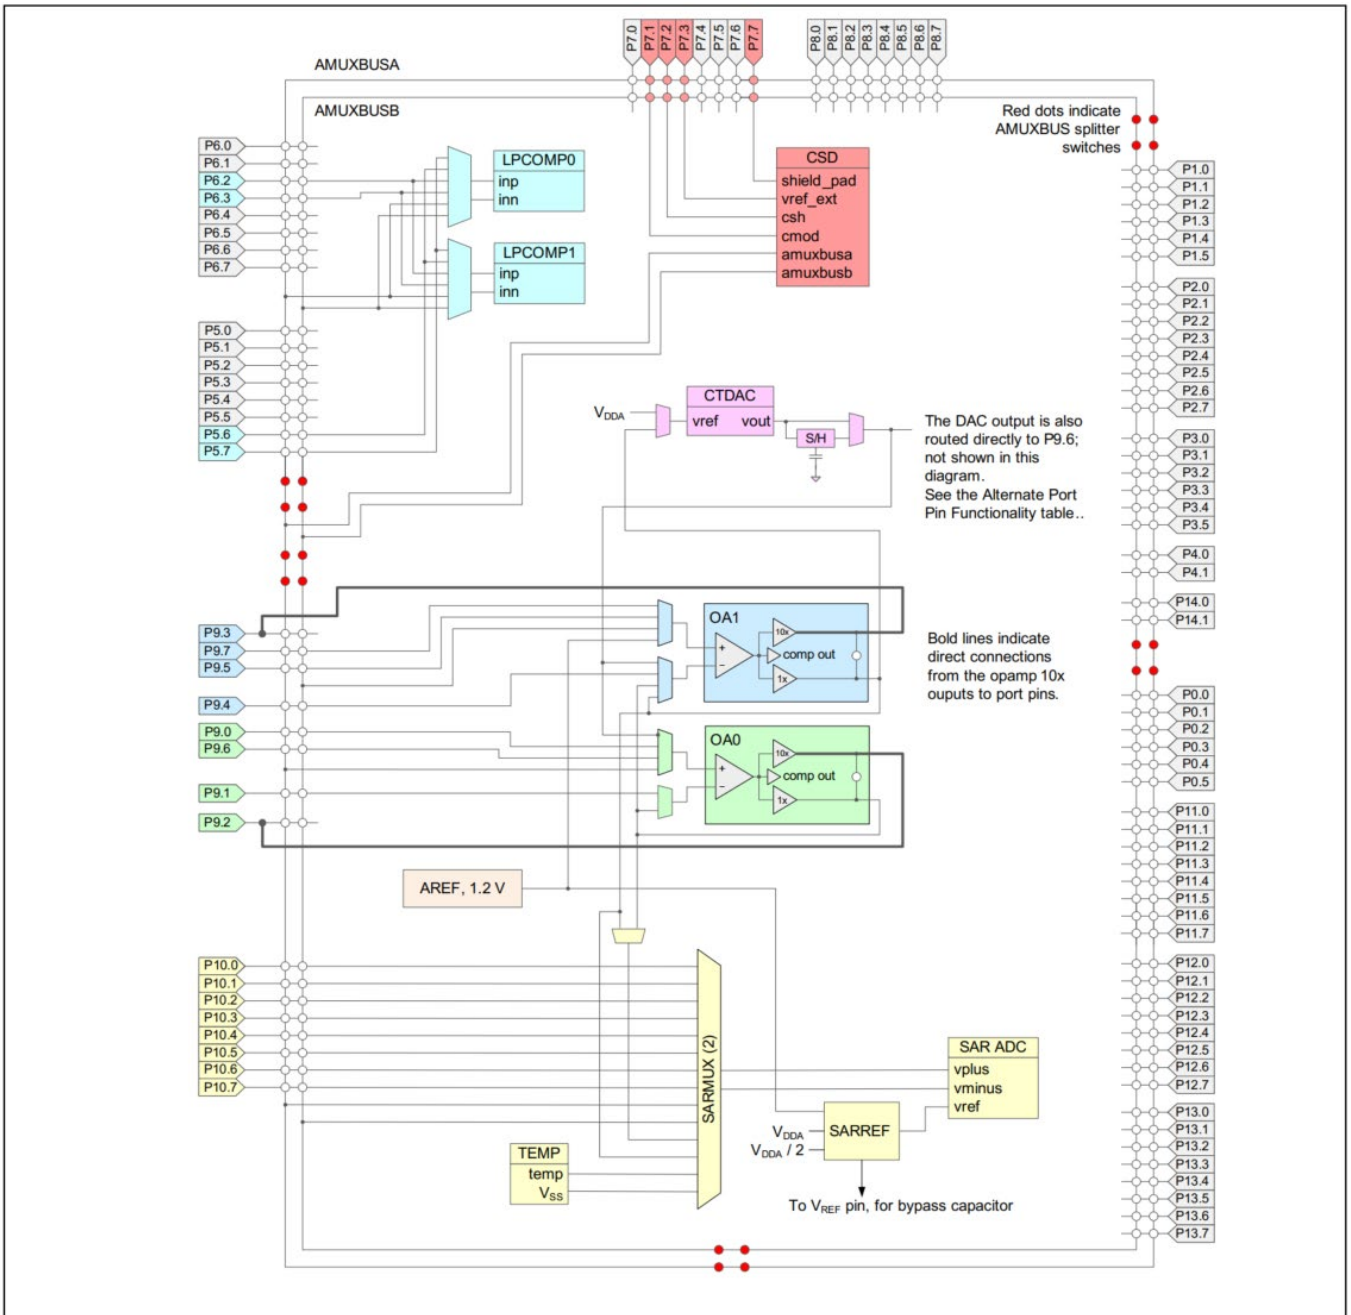 P7.0
P7.1
P7.2
P7.3
P7.4
P7.5
P7.6
P7.7
P8.0
P8.1
P8.2
P8.3
P8.4
P8.5
P8.6
P8.7
AMUXBUSA
AMUXBUSB
Red dots indicate
AMUXBUS splitter
switches
P6.0
P6.1
P6.2
P6.3
P6.4
P6.5
P6.6
P6.7
LPCOMP0
inp
inn
LPCOMP1
inp
inn
CSD
shield_pad
vref_ext
csh
cmod
amuxbusa
amuxbusb
P1.0
P1.1
P1.2
P1.3
P1.4
P1.5
P2.0
P2.1
P2.2
P2.3
P2.4
P2.5
P2.6
P2.7
P5.0
P5.1
P5.2
P5.3
P5.4
P5.5
P5.6
P5.7
VDDA
CTDAC
vref vout
S/H
The DAC output is also
routed directly to P9.6;
not shown in this
diagram.
See the Alternate Port
Pin Functionality table..
P3.0
P3.1
P3.2
P3.3
P3.4
P3.5
P4.0
P4.1
P14.0
P14.1
P9.3
P9.7
P9.5
P9.4
P9.0
P9.6
P9.1
P9.2
OA1
+
−
10x
comp out
1x
Bold lines indicate
direct connections
from the opamp 10x
ouputs to port pins.
OA0
+
−
10x
comp out
1x
P0.0
P0.1
P0.2
P0.3
P0.4
P0.5
P11.0
P11.1
P11.2
P11.3
P11.4
P11.5
P11.6
P11.7
AREF, 1.2 V
P10.0
P10.1
P10.2
P10.3
P10.4
P10.5
P10.6
P10.7
SARMUX (2)
SAR ADC
vplus
vminus
vref
SARREF
VDDA
VDDA / 2
TEMP
temp
VSS
To VREF pin, for bypass capacitor
P12.0
P12.1
P12.2
P12.3
P12.4
P12.5
P12.6
P12.7
P13.0
P13.1
P13.2
P13.3
P13.4
P13.5
P13.6
P13.7